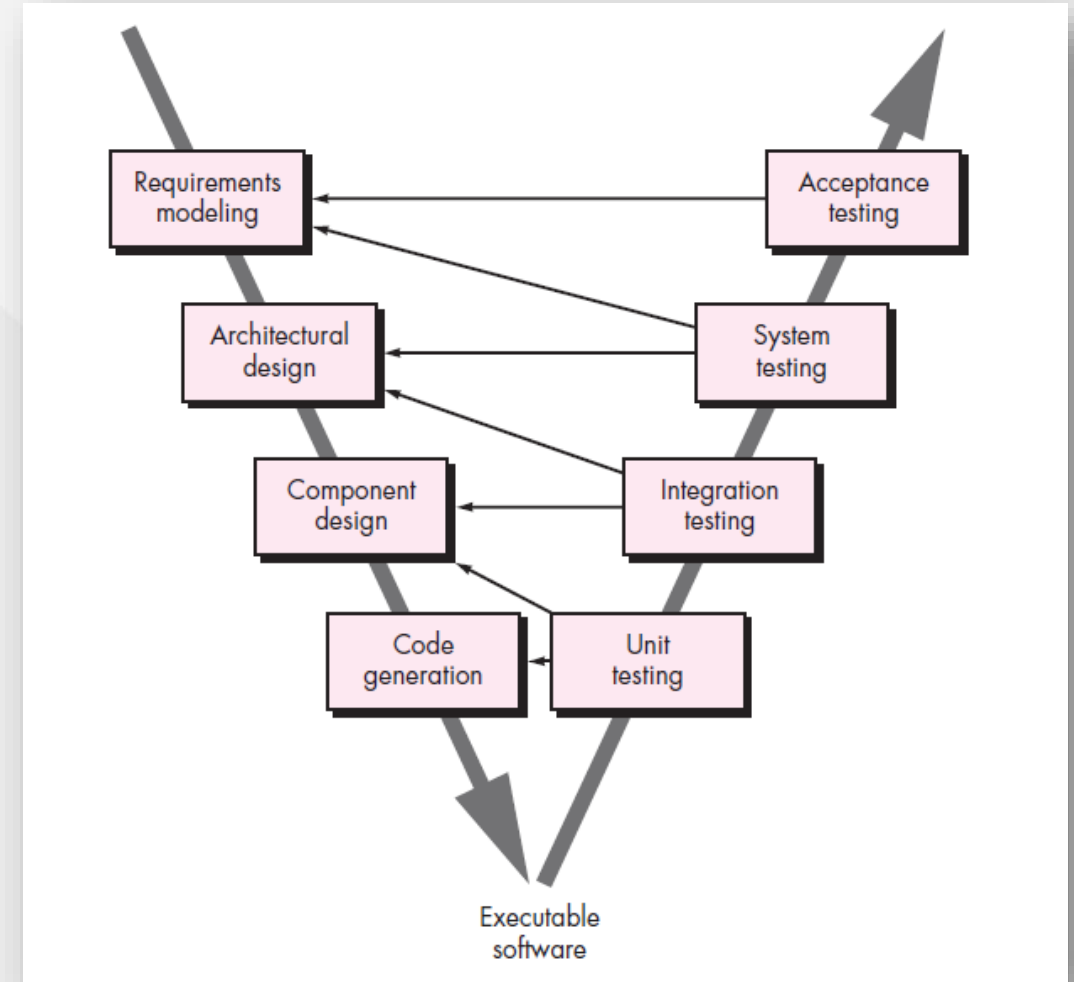 Requirements
modeling
Acceptance
testing
Architectural
design
System
testing
Component
design
Integration
testing
Code
generation
Unit
testing
Executable
software